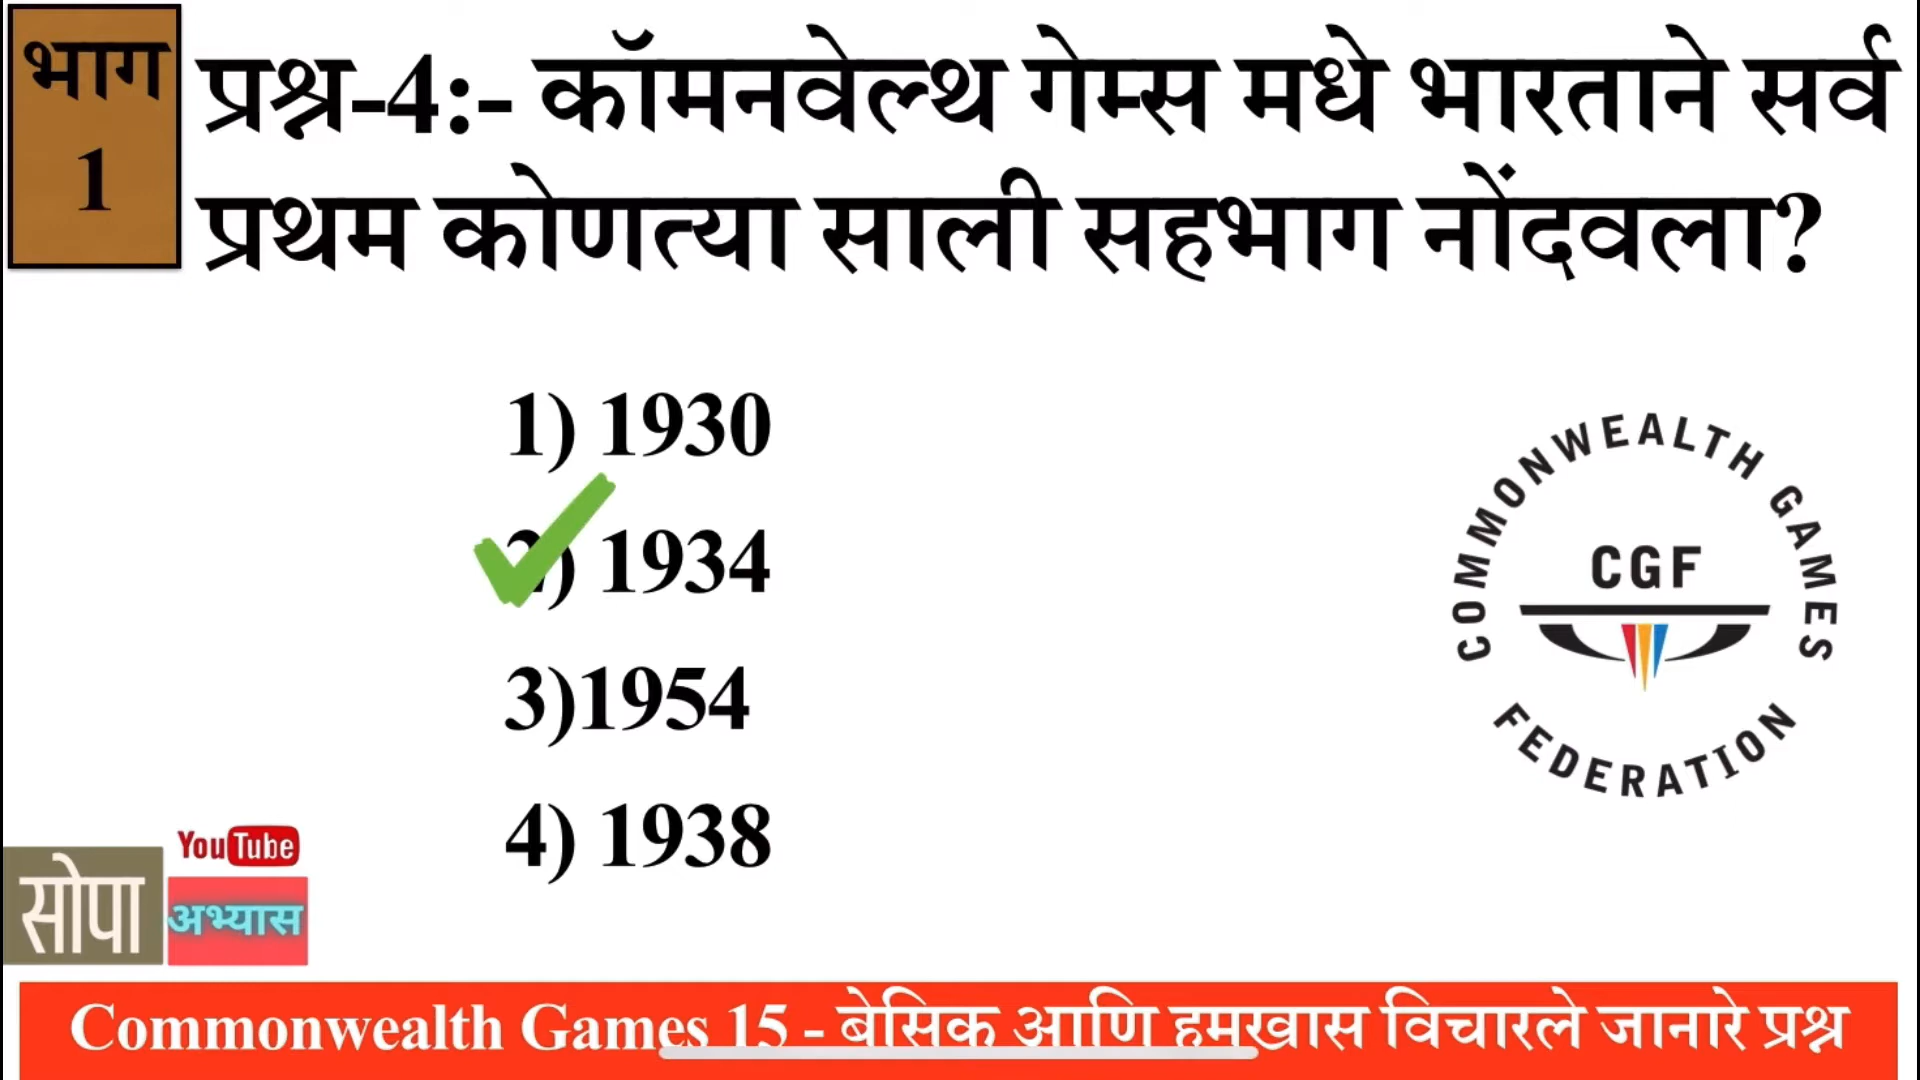 भाग
1
प्रश्न-4:- कॉमनवेल्थ गेम्स मधे भारताने सर्व
प्रथम कोणत्या साली सहभाग नोंदवला?
1) 1930
2) 1934
3)1954
4) 1938
COMMONWEALTH GAMES
CGF
FEDERATION
YouTube
सोपा
अभ्यास
Commonwealth Games 15 - बेसिक आणि हमखास विचारले जानारे प्रश्न